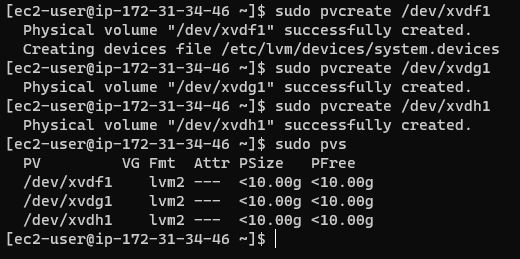 [ec2-user@ip-172-31-34-46 ~]$ sudo pvcreate /dev/xvdf1
  Physical volume "/dev/xvdf1" successfully created.
  Creating devices file /etc/lvm/devices/system.devices
[ec2-user@ip-172-31-34-46 ~]$ sudo pvcreate /dev/xvdg1
  Physical volume "/dev/xvdg1" successfully created.
[ec2-user@ip-172-31-34-46 ~]$ sudo pvcreate /dev/xvdh1
  Physical volume "/dev/xvdh1" successfully created.
[ec2-user@ip-172-31-34-46 ~]$ sudo pvs
  PV         VG Fmt  Attr PSize   PFree
  /dev/xvdf1    lvm2 ---  <10.00g <10.00g
  /dev/xvdg1    lvm2 ---  <10.00g <10.00g
  /dev/xvdh1    lvm2 ---  <10.00g <10.00g
[ec2-user@ip-172-31-34-46 ~]$